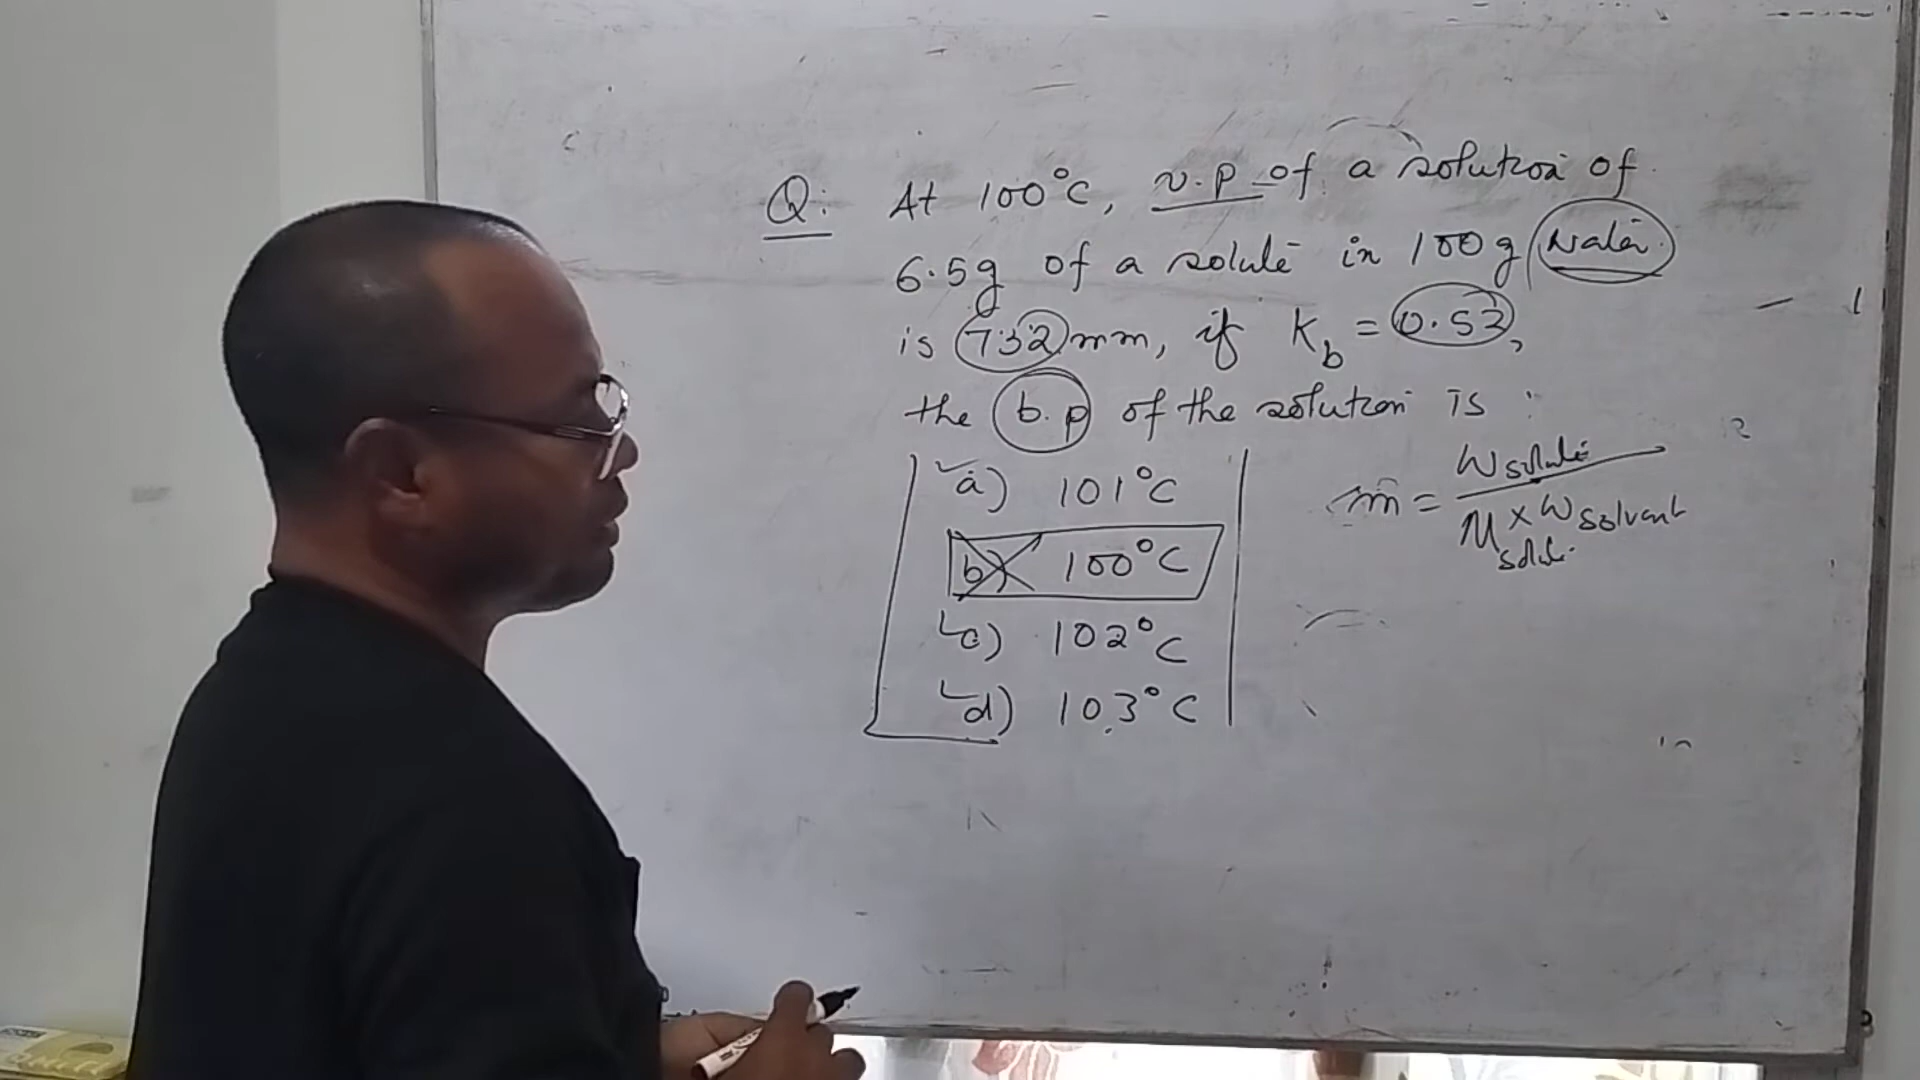 Q: At 100°C, v.p of a solution of
6.5g of a solute in 100g water
is 732 mm, if Kb = 0.52,
the b.p of the solution is :
a) 101°C
b) 100°C
c) 102°C
d) 103°C
m = W solute
M solute × W solvent